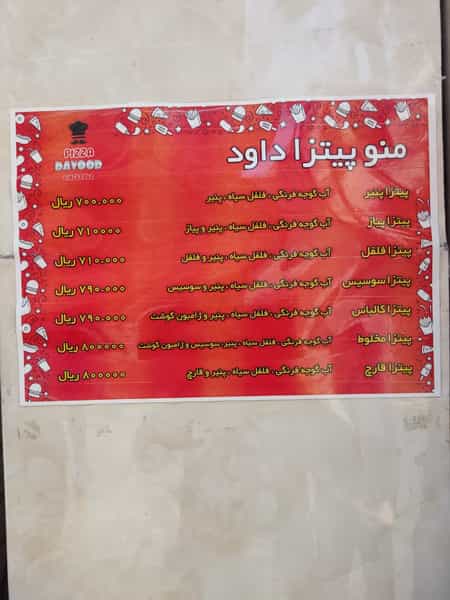 منو پیتزا داود
PIZZA
DAVOOD
پیتزا پنیر آب گوجه فرنگی ، فلفل سیاه ، پنیر ۷۰۰.۰۰۰ ریال
پیتزا پیاز آب گوجه فرنگی ، فلفل سیاه ، پنیر و پیاز ۷۱۰۰۰۰ ریال
پیتزا فلفل آب گوجه فرنگی ، فلفل سیاه ، پنیر و فلفل ۷۱۰.۰۰۰ ریال
پیتزا سوسیس آب گوجه فرنگی ، فلفل سیاه ، پنیر و سوسیس ۷۹۰.۰۰۰ ریال
پیتزا کالباس آب گوجه فرنگی ، فلفل سیاه ، پنیر و ژامبون گوشت ۷۹۰.۰۰۰ ریال
پیتزا مخلوط آب گوجه فرنگی ، فلفل سیاه ، پنیر، سوسیس و ژامبون گوشت ۸۰۰۰۰۰ ریال
پیتزا قارچ آب گوجه فرنگی ، فلفل سیاه ، پنیر و قارچ ۸۰۰۰۰۰ ریال